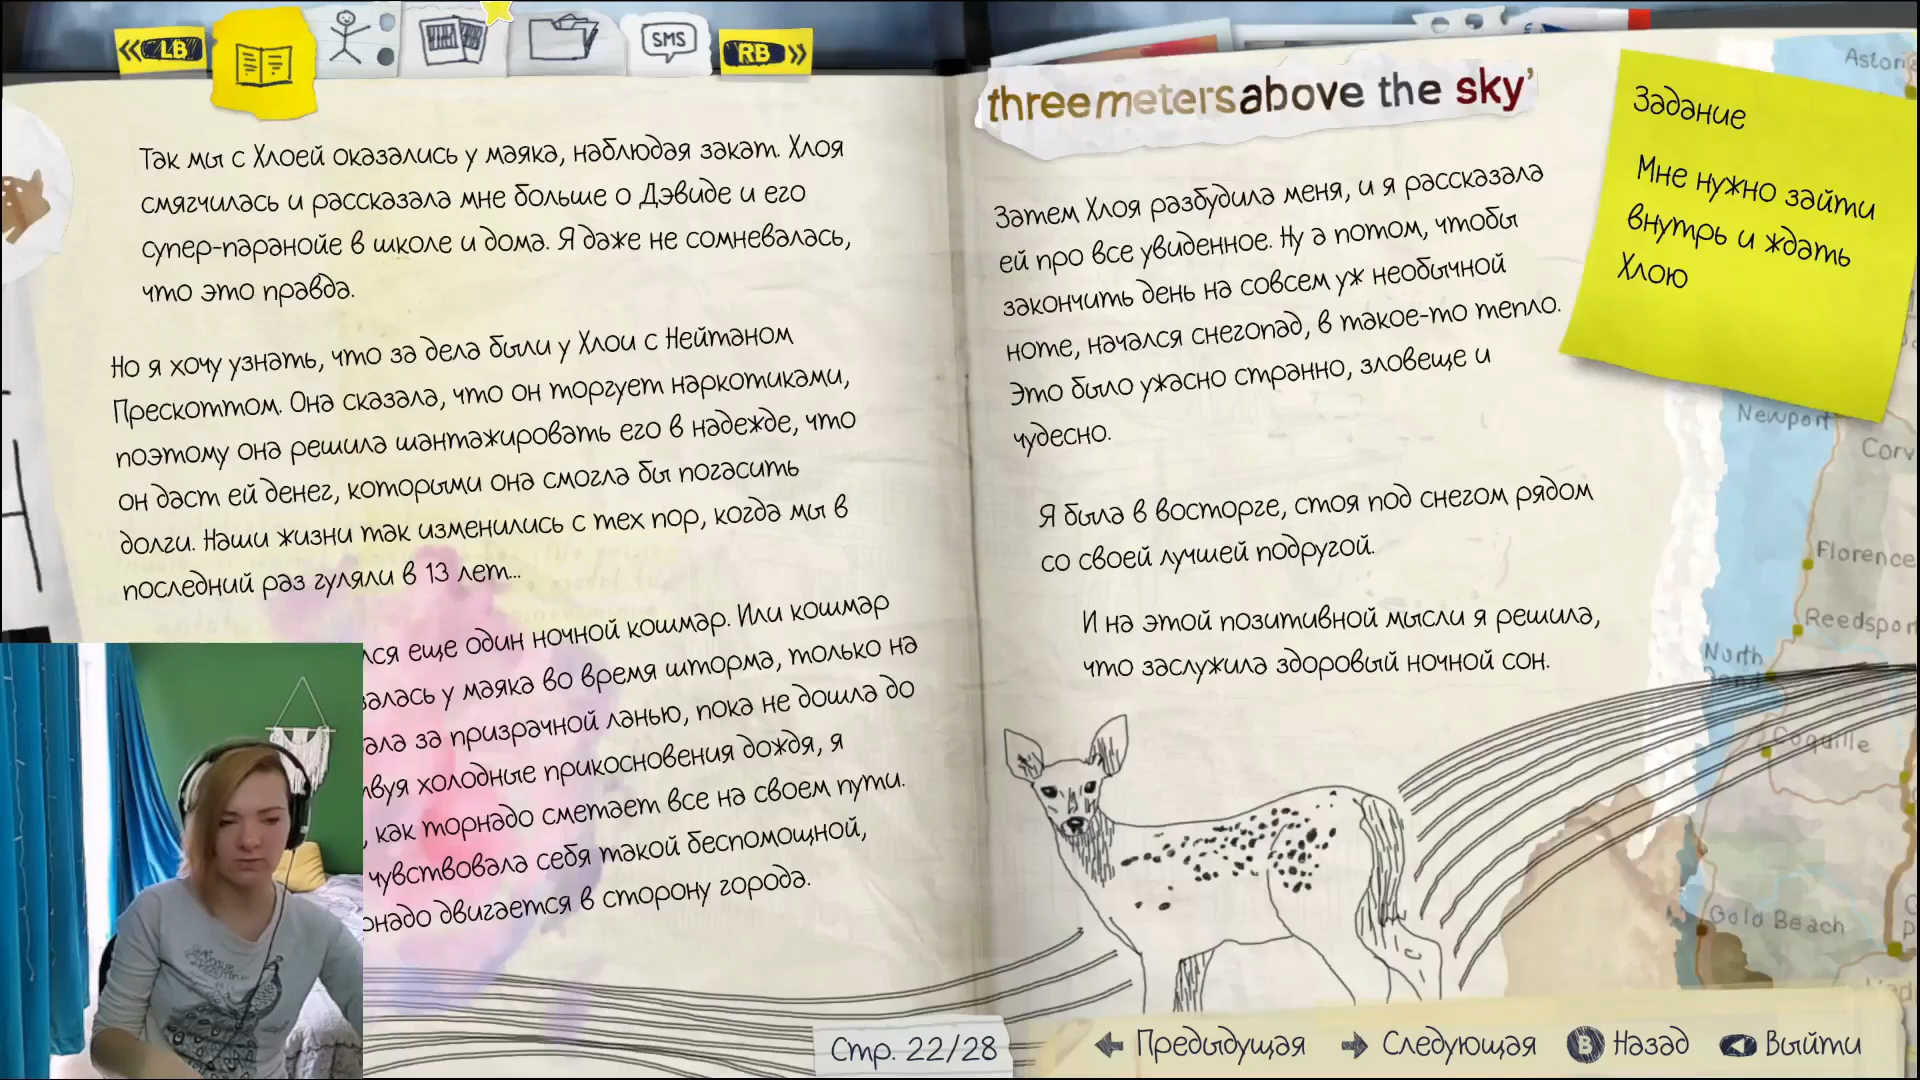 LB
SMS
RB
Так мы с Хлоей оказались у маяка, наблюдая закат. Хлоя
смягчилась и рассказала мне больше о Дэвиде и его
супер-паранойе в школе и дома. Я даже не сомневалась,
что это правда.
Но я хочу узнать, что за дела были у Хлои с Нейтаном
Прескоттом. Она сказала, что он торгует наркотиками,
поэтому она решила шантажировать его в надежде, что
он даст ей денег, которыми она смогла бы погасить
долги. Наши жизни так изменились с тех пор, когда мы в
последний раз гуляли в 13 лет...
лся еще один ночной кошмар. Или кошмар
залась у маяка во время шторма, только на
ала за призрачной ланью, пока не дошла до
твуя холодные прикосновения дождя, я
, как торнадо сметает все на своем пути.
чувствовала себя такой беспомощной,
рнадо двигается в сторону города.
three meters above the sky'
Затем Хлоя разбудила меня, и я рассказала
ей про все увиденное. Ну а потом, чтобы
закончить день на совсем уж необычной
ноте, начался снегопад, в такое-то тепло.
Это было ужасно странно, зловеще и
чудесно.
Я была в восторге, стоя под снегом рядом
со своей лучшей подругой.
И на этой позитивной мысли я решила,
что заслужила здоровый ночной сон.
Задание
Мне нужно зайти
внутрь и ждать
Хлою
Newport
Corv
Florence
Reedspor
North
Bend
Coquille
Gold Beach
Стр. 22/28
Предыдущая
Следующая
B Назад
Выйти